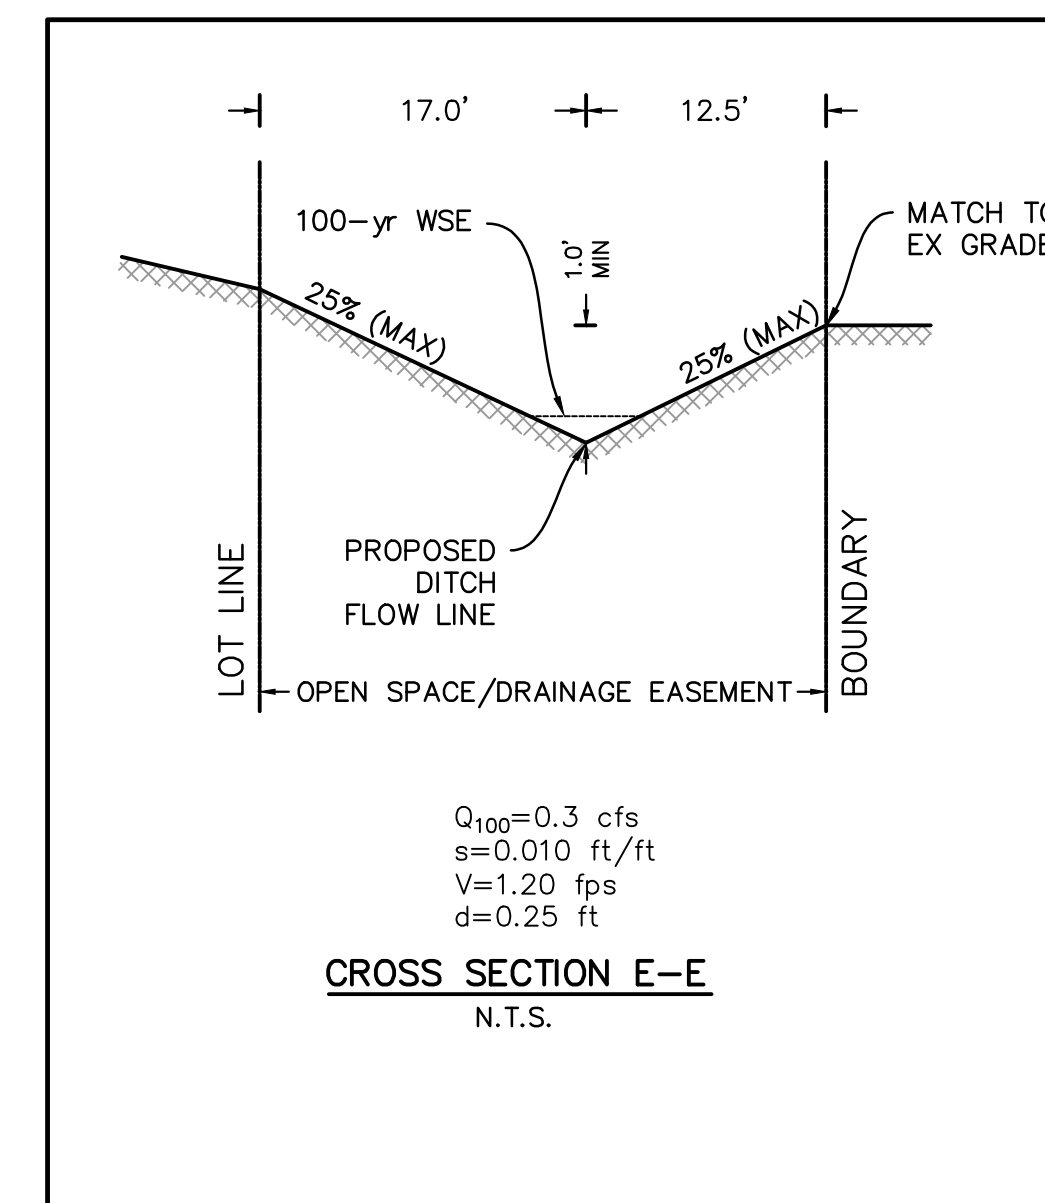 17.0'
12.5'
100-yr WSE
1.0'
MIN
MATCH TO
EX GRADE
25% (MAX)
25% (MAX)
PROPOSED
DITCH
FLOW LINE
LOT LINE
BOUNDARY
OPEN SPACE/DRAINAGE EASEMENT
Q100=0.3 cfs
s=0.010 ft/ft
V=1.20 fps
d=0.25 ft
CROSS SECTION E-E
N.T.S.